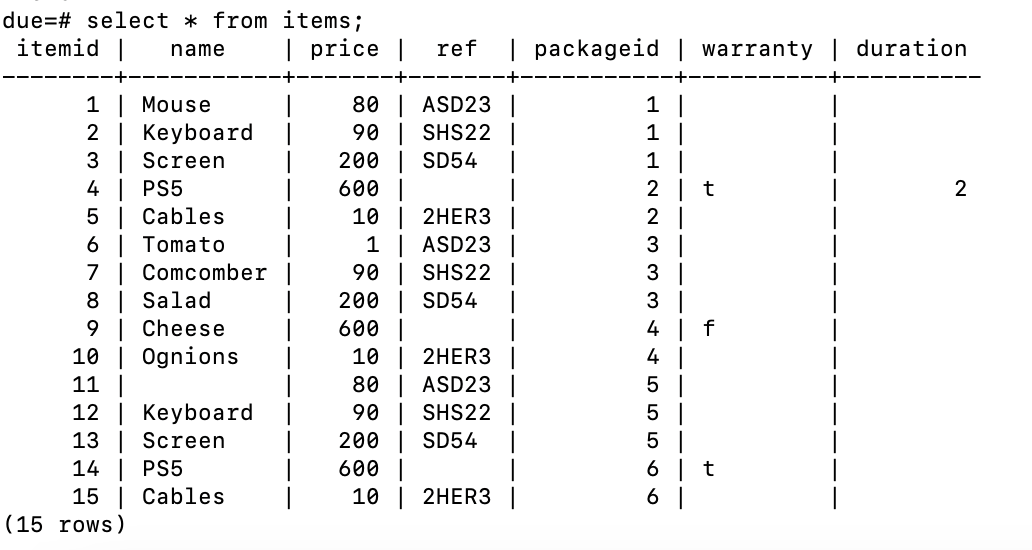 due=# select * from items;
 itemid |    name    | price |  ref  | packageid | warranty | duration
--------+------------+-------+-------+-----------+----------+----------
      1 | Mouse      |    80 | ASD23 |         1 |          |
      2 | Keyboard   |    90 | SHS22 |         1 |          |
      3 | Screen     |   200 | SD54  |         1 |          |
      4 | PS5        |   600 |       |         2 | t        |        2
      5 | Cables     |    10 | 2HER3 |         2 |          |
      6 | Tomato     |     1 | ASD23 |         3 |          |
      7 | Comcomber  |    90 | SHS22 |         3 |          |
      8 | Salad      |   200 | SD54  |         3 |          |
      9 | Cheese     |   600 |       |         4 | f        |
     10 | Ognions    |    10 | 2HER3 |         4 |          |
     11 |            |    80 | ASD23 |         5 |          |
     12 | Keyboard   |    90 | SHS22 |         5 |          |
     13 | Screen     |   200 | SD54  |         5 |          |
     14 | PS5        |   600 |       |         6 | t        |
     15 | Cables     |    10 | 2HER3 |         6 |          |
(15 rows)